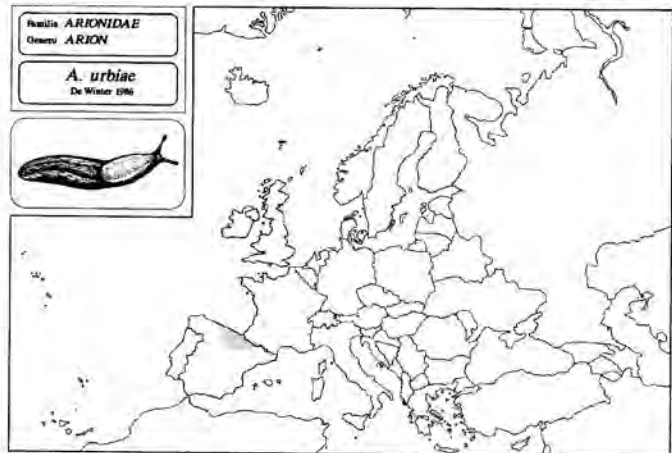 Familia ARIONIDAE
Genero ARION
A. urbiae
De Winter 1986